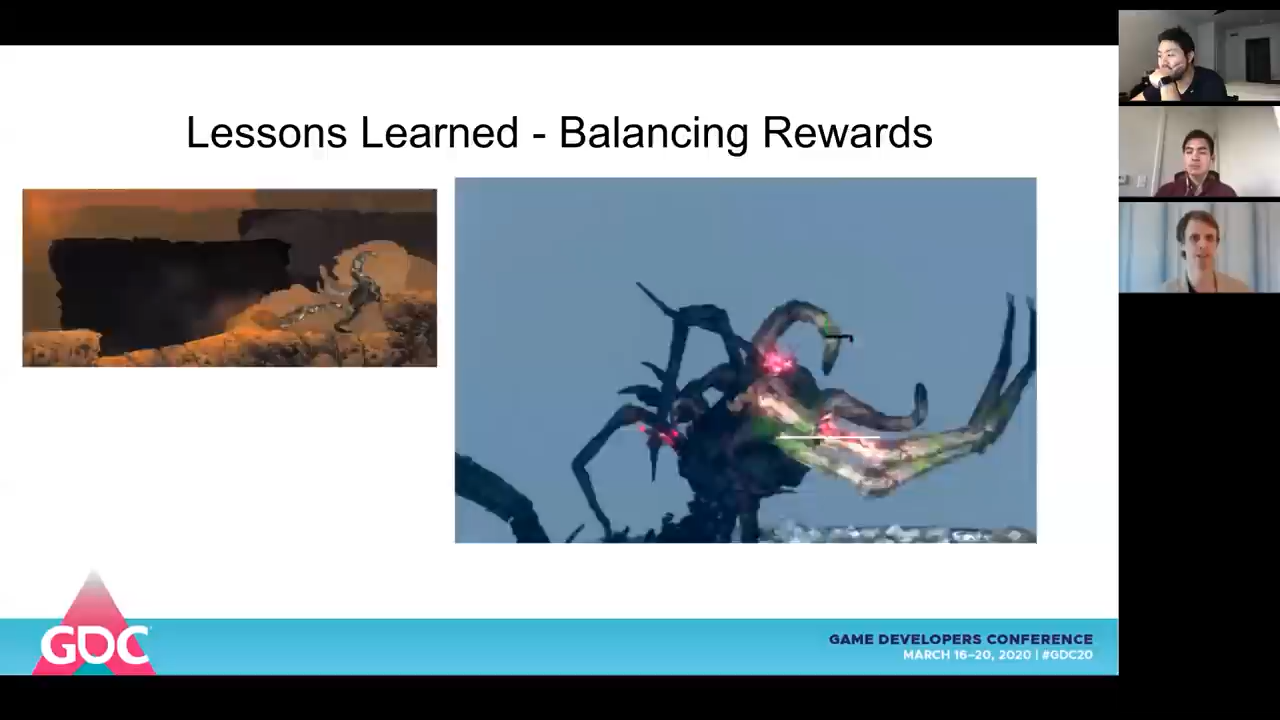 Lessons Learned - Balancing Rewards
GDC
GAME DEVELOPERS CONFERENCE
MARCH 16–20, 2020 | #GDC20